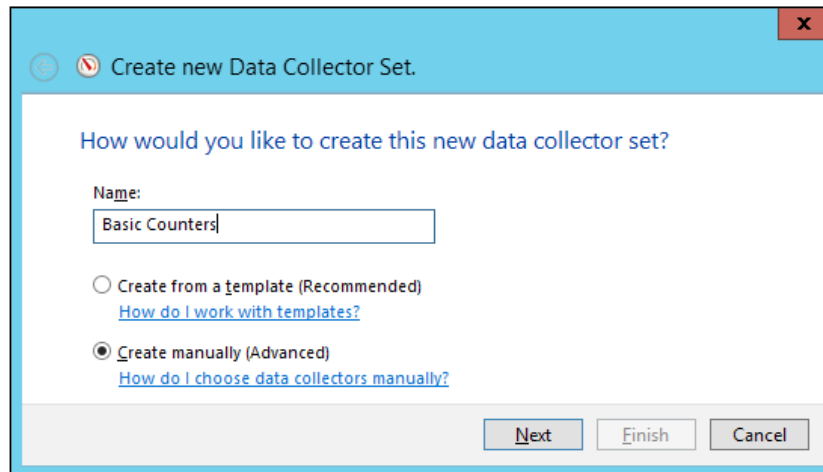 x
Create new Data Collector Set.
How would you like to create this new data collector set?
Name:
Basic Counters
Create from a template (Recommended)
How do I work with templates?
Create manually (Advanced)
How do I choose data collectors manually?
Next Finish Cancel